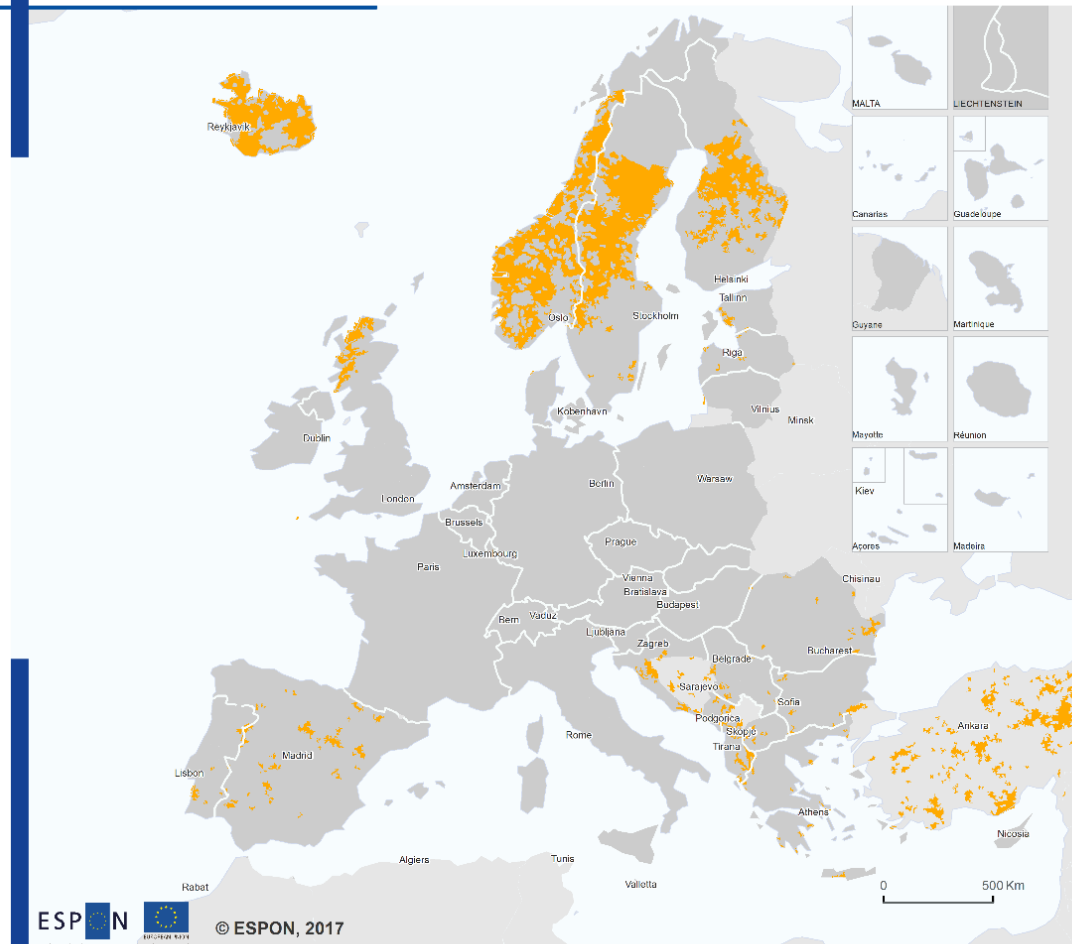 MALTA
LIECHTENSTEIN
Reykjavik
Canarias
Guadeloupe
Helsinki
Tallinn
Oslo
Stockholm
Guyane
Martinique
Riga
Kobenhavn
Vilnius
Minsk
Dublin
Mayotte
Réunion
Amsterdam
Berlin
Warsaw
London
Kiev
Brussels
Prague
Açores
Madeira
Luxembourg
Paris
Vienna
Chisinau
Bratislava
Budapest
Bern
Vaduz
Ljubljana
Zagreb
Bucharest
Belgrade
Sarajevo
Sofia
Podgorica
Ankara
Skopje
Rome
Tirana
Madrid
Lisbon
Athens
Nicosia
Algiers
Tunis
Valletta
Rabat
0 500 Km
ESPON
EUROPEAN UNION
© ESPON, 2017